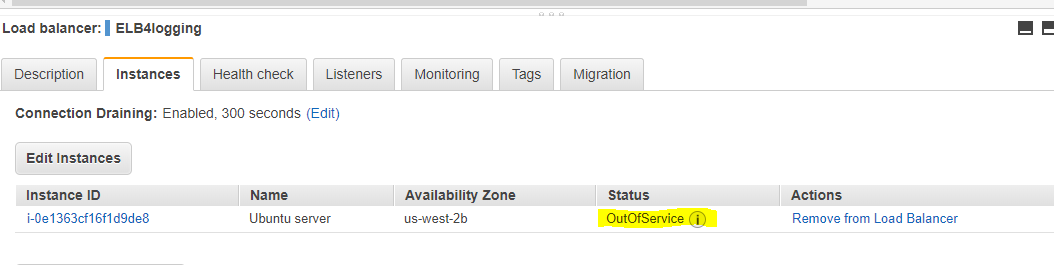 Load balancer: ELB4logging
Description Instances Health check Listeners Monitoring Tags Migration
Connection Draining: Enabled, 300 seconds (Edit)
Edit Instances
Instance ID Name Availability Zone Status Actions
i-0e1363cf16f1d9de8 Ubuntu server us-west-2b OutOfService i Remove from Load Balancer